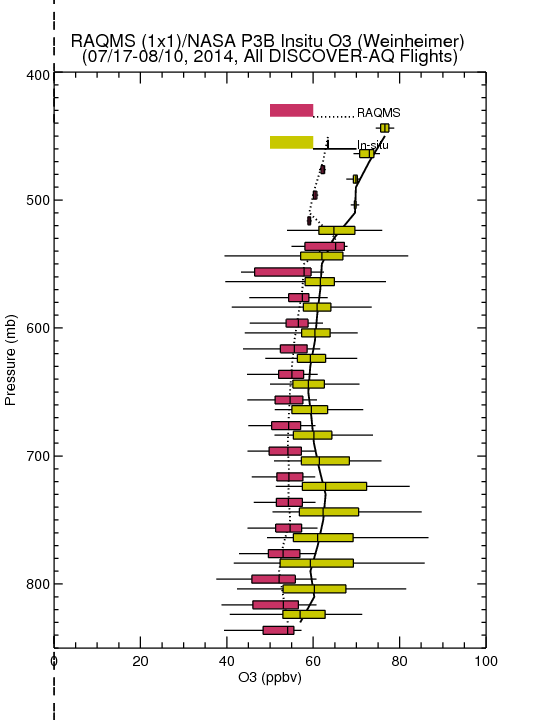 RAQMS (1x1)/NASA P3B Insitu O3 (Weinheimer)
(07/17-08/10, 2014, All DISCOVER-AQ Flights)
400
RAQMS
In-situ
500
600
Pressure (mb)
700
800
0 20 40 60 80 100
O3 (ppbv)